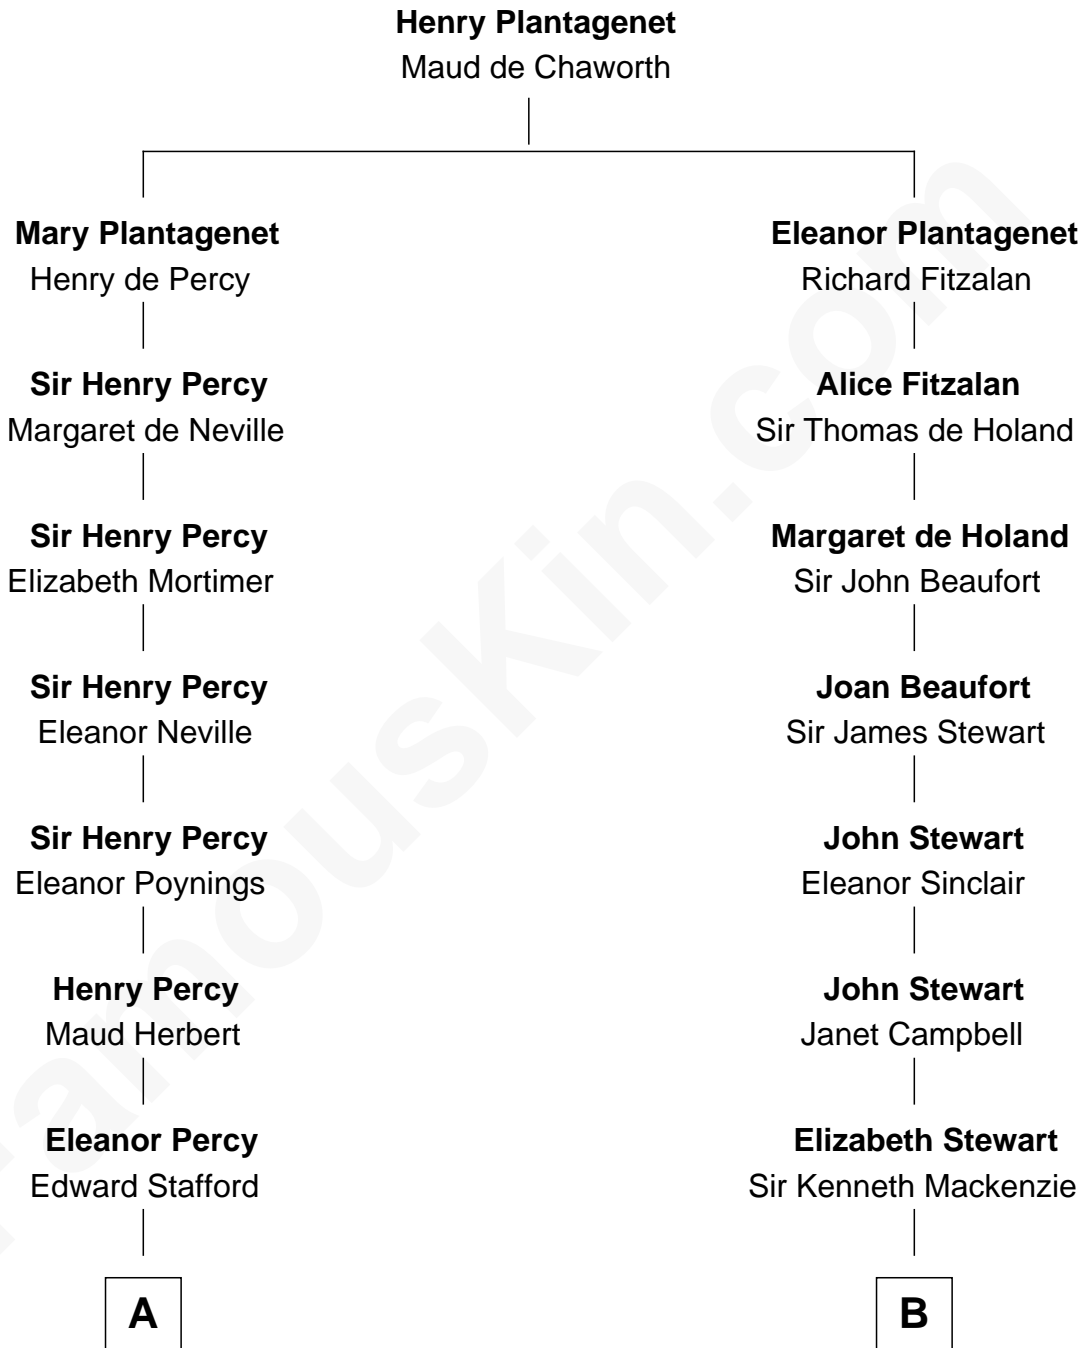 Henry Plantagenet
Maud de Chaworth
Mary Plantagenet
Henry de Percy
Sir Henry Percy
Margaret de Neville
Sir Henry Percy
Elizabeth Mortimer
Sir Henry Percy
Eleanor Neville
Sir Henry Percy
Eleanor Poynings
Henry Percy
Maud Herbert
Eleanor Percy
Edward Stafford
A
Eleanor Plantagenet
Richard Fitzalan
Alice Fitzalan
Sir Thomas de Holand
Margaret de Holand
Sir John Beaufort
Joan Beaufort
Sir James Stewart
John Stewart
Eleanor Sinclair
John Stewart
Janet Campbell
Elizabeth Stewart
Sir Kenneth Mackenzie
B
FamousKin.com